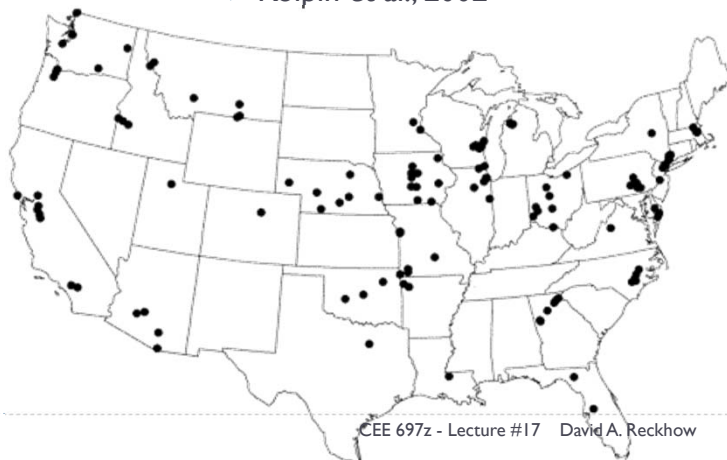 Kolpin et al., 2002
CEE 697z - Lecture #17 David A. Reckhow